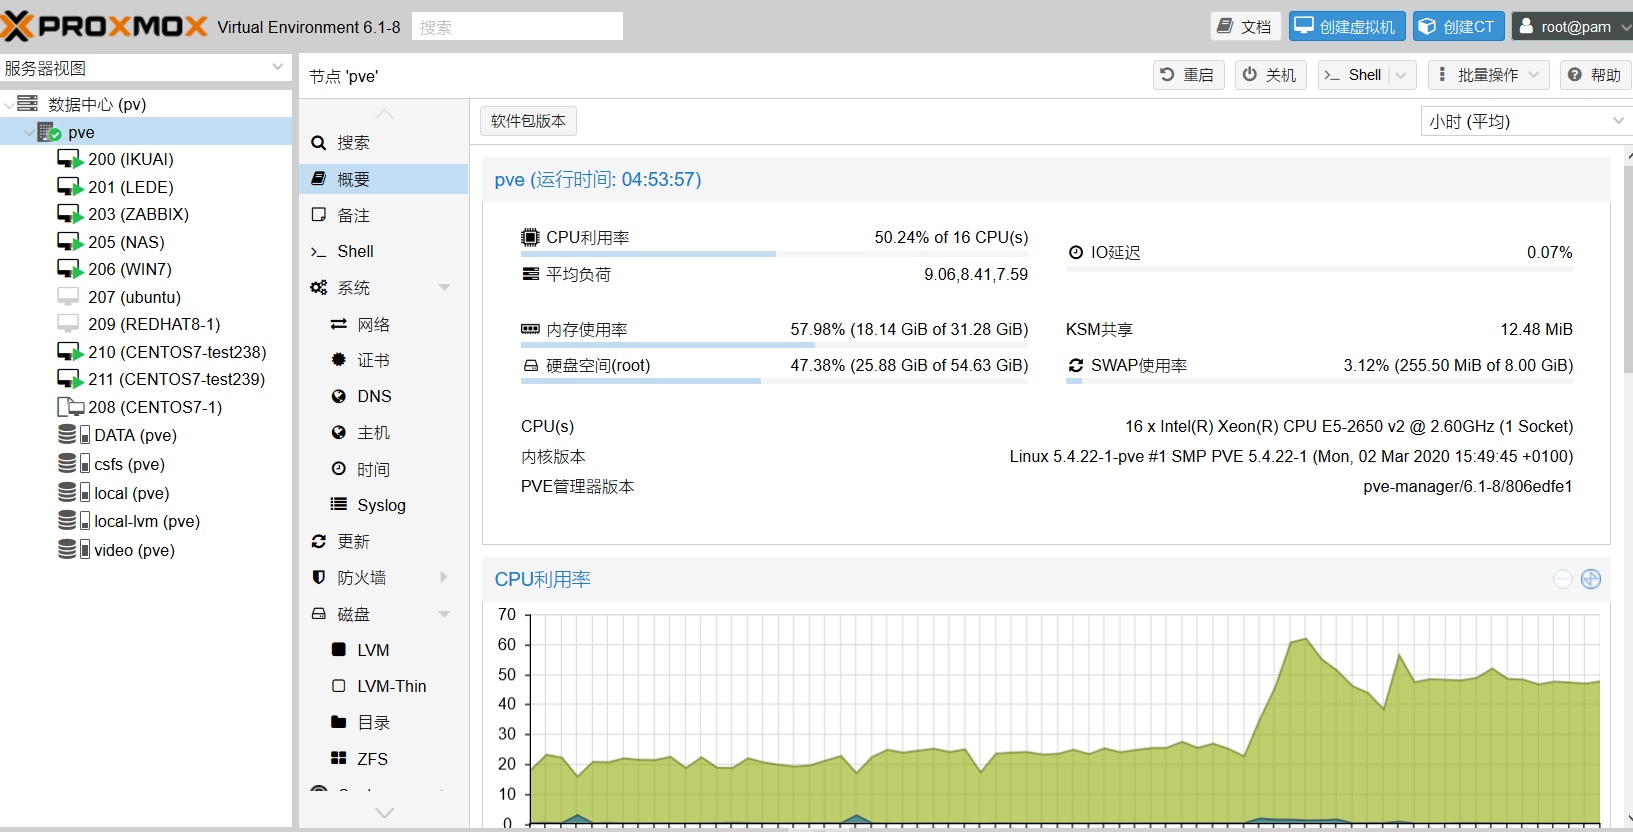 PROXMOX Virtual Environment 6.1-8 搜索 文档 创建虚拟机 创建CT root@pam
服务器视图
数据中心 (pv)
pve
200 (IKUAI)
201 (LEDE)
203 (ZABBIX)
205 (NAS)
206 (WIN7)
207 (ubuntu)
209 (REDHAT8-1)
210 (CENTOS7-test238)
211 (CENTOS7-test239)
208 (CENTOS7-1)
DATA (pve)
csfs (pve)
local (pve)
local-lvm (pve)
video (pve)
节点 'pve' 重启 关机 Shell 批量操作 帮助
搜索
概要
备注
Shell
系统
网络
证书
DNS
主机
时间
Syslog
更新
防火墙
磁盘
LVM
LVM-Thin
目录
ZFS
软件包版本 小时 (平均)
pve (运行时间: 04:53:57)
CPU利用率 50.24% of 16 CPU(s)
IO延迟 0.07%
平均负荷 9.06,8.41,7.59
内存使用率 57.98% (18.14 GiB of 31.28 GiB)
KSM共享 12.48 MiB
硬盘空间(root) 47.38% (25.88 GiB of 54.63 GiB)
SWAP使用率 3.12% (255.50 MiB of 8.00 GiB)
CPU(s) 16 x Intel(R) Xeon(R) CPU E5-2650 v2 @ 2.60GHz (1 Socket)
内核版本 Linux 5.4.22-1-pve #1 SMP PVE 5.4.22-1 (Mon, 02 Mar 2020 15:49:45 +0100)
PVE管理器版本 pve-manager/6.1-8/806edfe1
CPU利用率
70
60
50
40
30
20
10
0